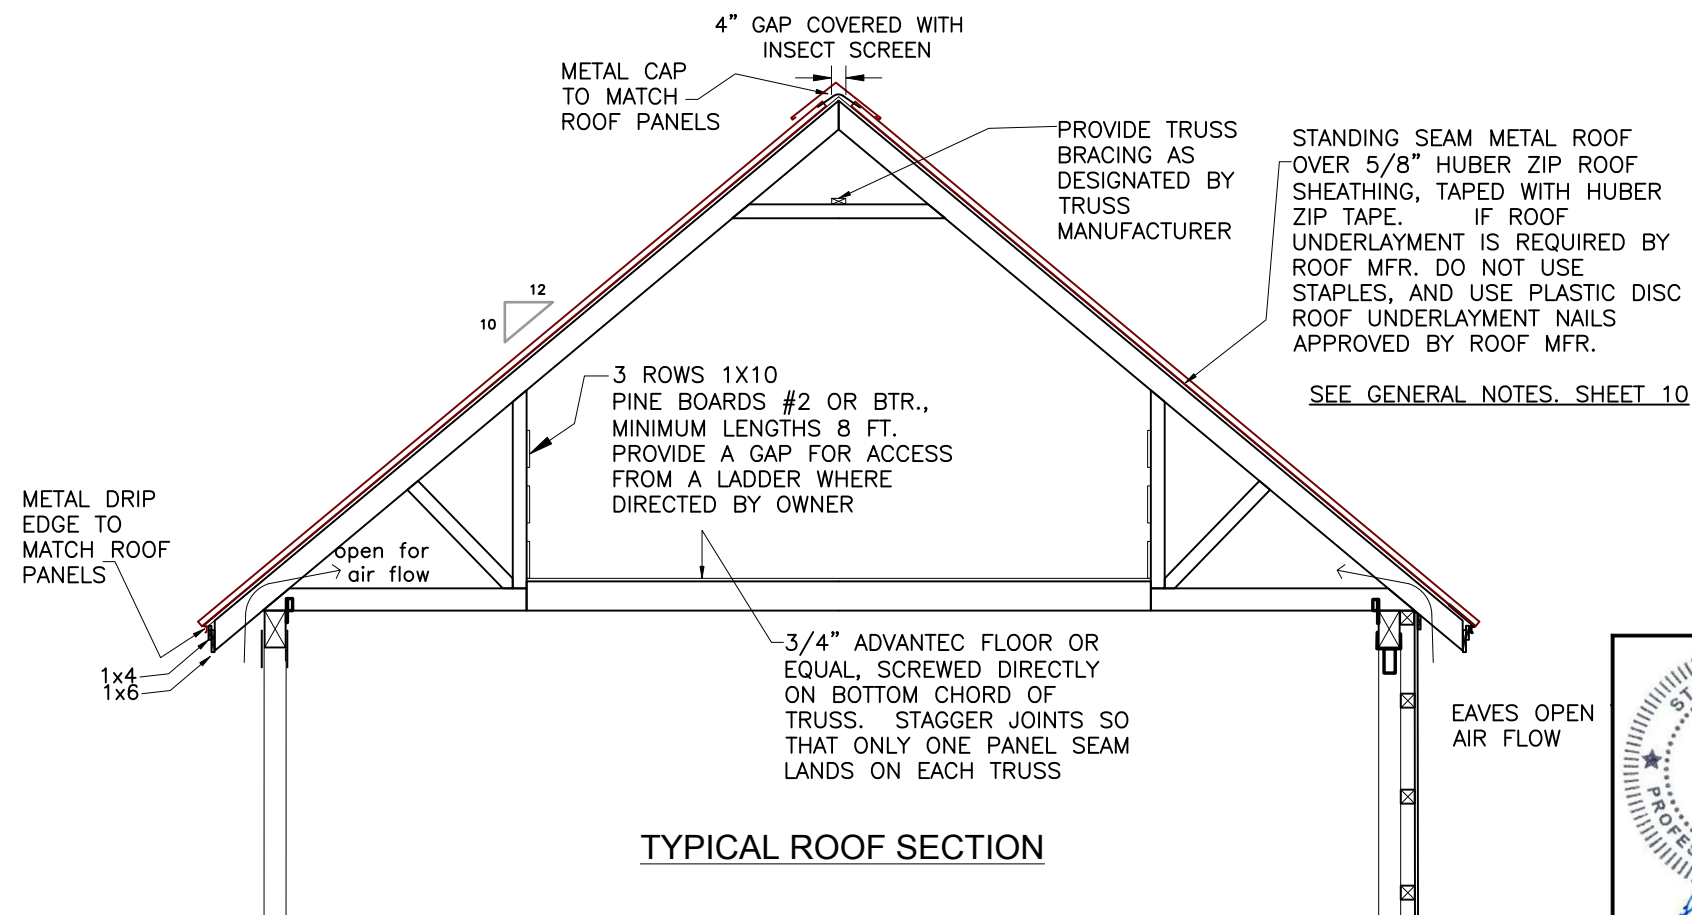 4” GAP COVERED WITH
INSECT SCREEN
METAL CAP
TO MATCH
ROOF PANELS
PROVIDE TRUSS
BRACING AS
DESIGNATED BY
TRUSS
MANUFACTURER
STANDING SEAM METAL ROOF
OVER 5/8” HUBER ZIP ROOF
SHEATHING, TAPED WITH HUBER
ZIP TAPE. IF ROOF
UNDERLAYMENT IS REQUIRED BY
ROOF MFR. DO NOT USE
STAPLES, AND USE PLASTIC DISC
ROOF UNDERLAYMENT NAILS
APPROVED BY ROOF MFR.
SEE GENERAL NOTES. SHEET 10
12
10
3 ROWS 1X10
PINE BOARDS #2 OR BTR.,
MINIMUM LENGTHS 8 FT.
PROVIDE A GAP FOR ACCESS
FROM A LADDER WHERE
DIRECTED BY OWNER
METAL DRIP
EDGE TO
MATCH ROOF
PANELS
open for
air flow
1x4
1x6
3/4” ADVANTEC FLOOR OR
EQUAL, SCREWED DIRECTLY
ON BOTTOM CHORD OF
TRUSS. STAGGER JOINTS SO
THAT ONLY ONE PANEL SEAM
LANDS ON EACH TRUSS
EAVES OPEN
AIR FLOW
TYPICAL ROOF SECTION